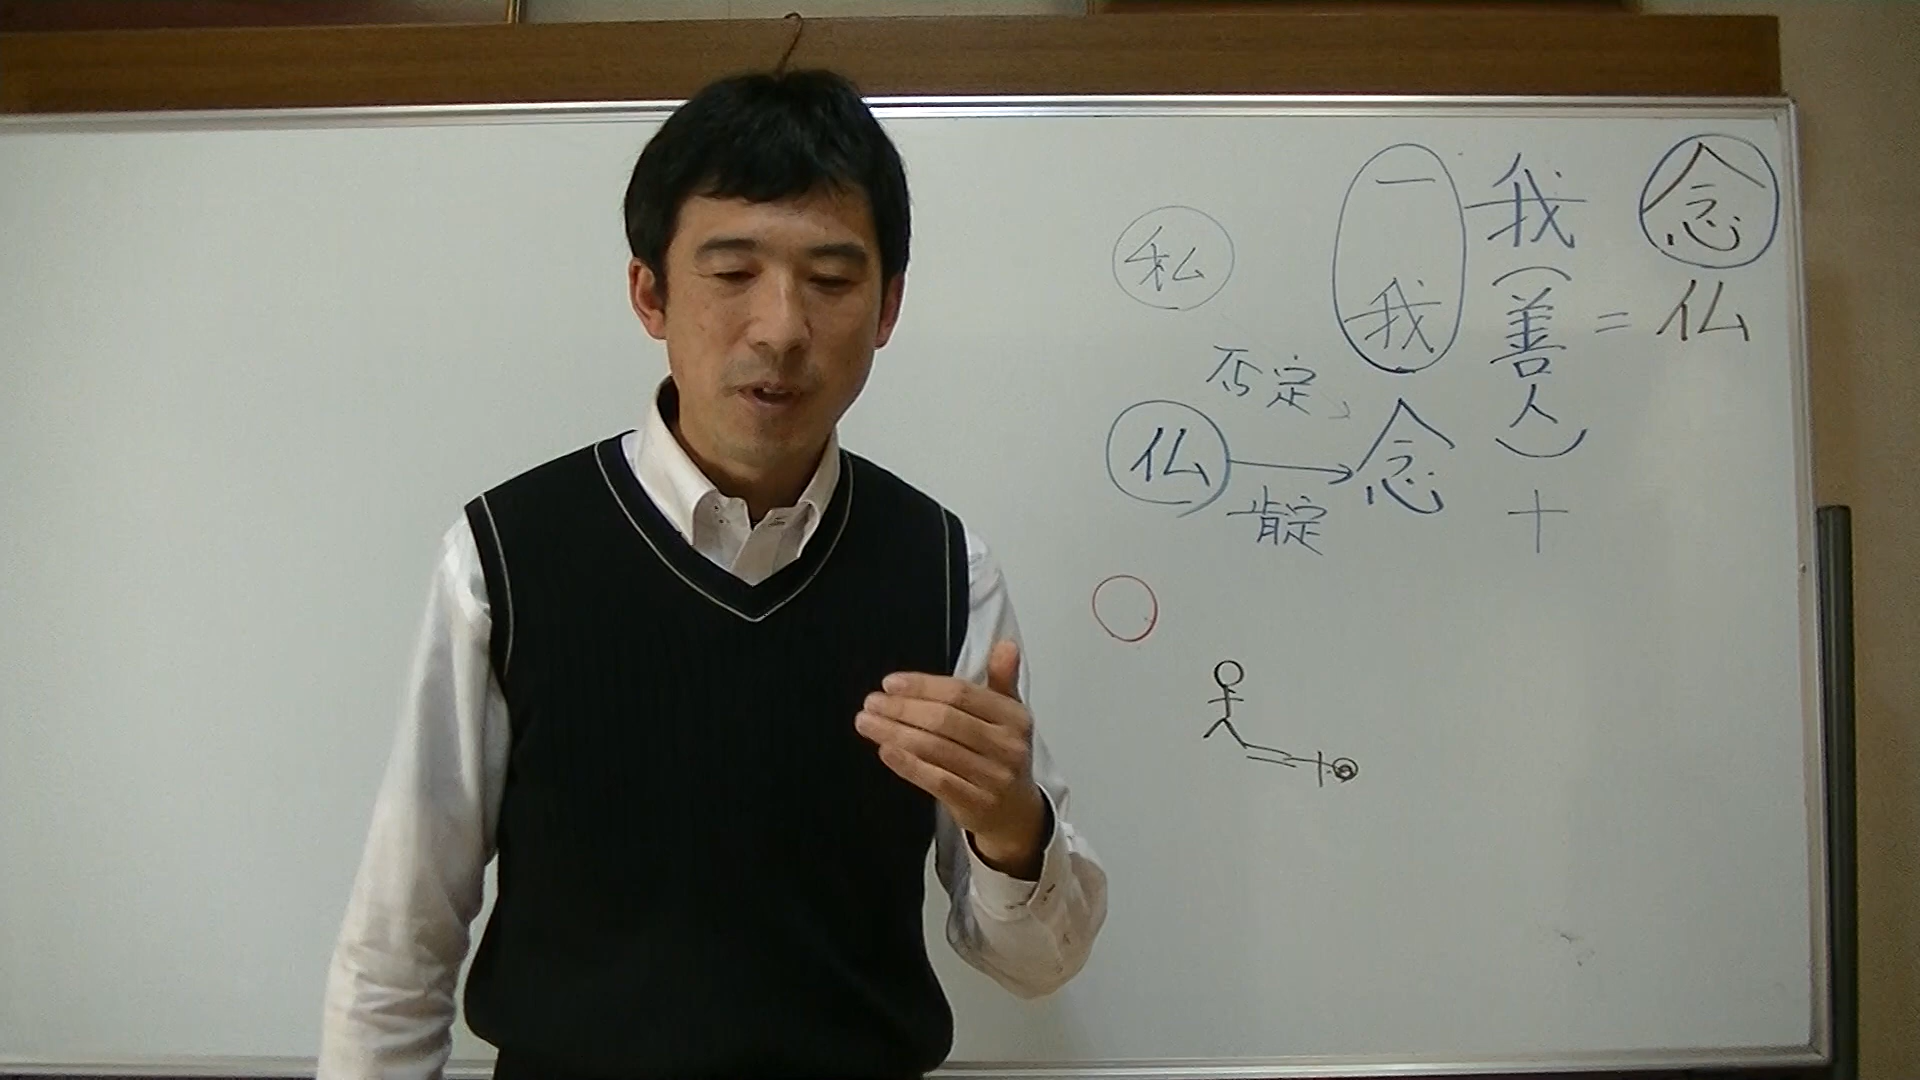 念仏
=
我(善人)+
一我
念
否定
→
肯定
私
仏